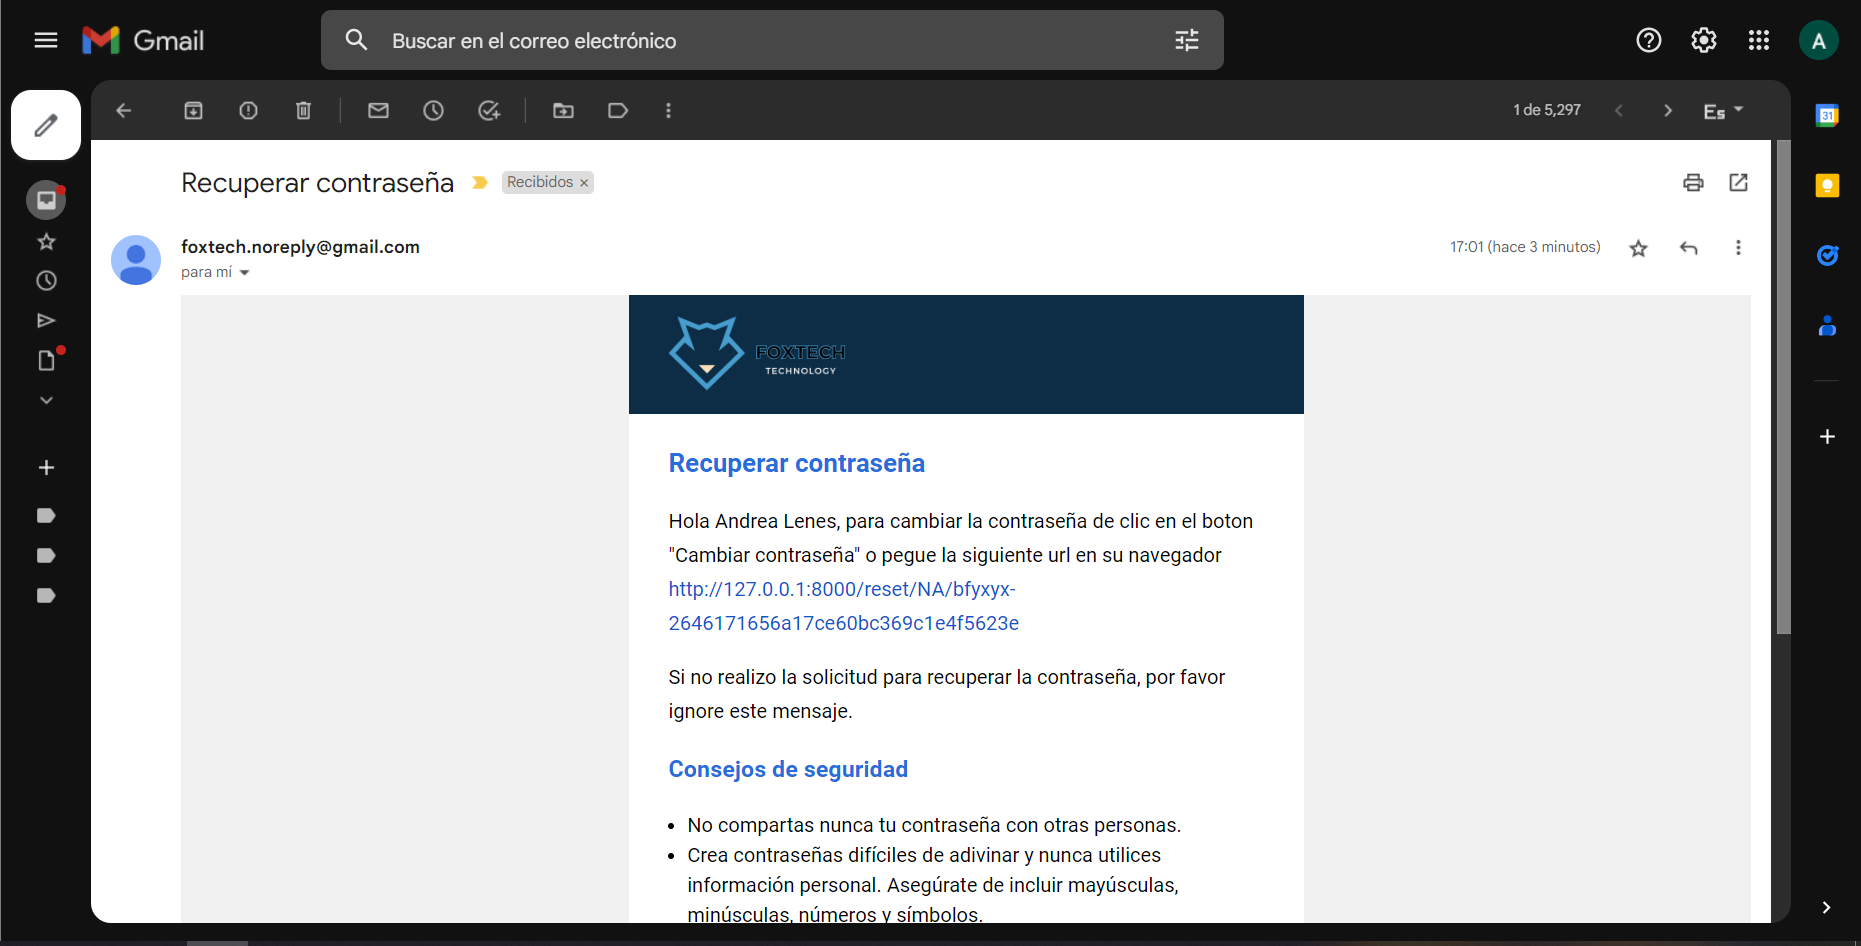 Gmail
Buscar en el correo electrónico
A
1 de 5,297
Es
31
Recuperar contraseña
Recibidos ×
foxtech.noreply@gmail.com
17:01 (hace 3 minutos)
para mí
FOXTECH
TECHNOLOGY
Recuperar contraseña
Hola Andrea Lenes, para cambiar la contraseña de clic en el boton
"Cambiar contraseña" o pegue la siguiente url en su navegador
http://127.0.0.1:8000/reset/NA/bfyxyx-
2646171656a17ce60bc369c1e4f5623e
Si no realizo la solicitud para recuperar la contraseña, por favor
ignore este mensaje.
Consejos de seguridad
• No compartas nunca tu contraseña con otras personas.
• Crea contraseñas difíciles de adivinar y nunca utilices
información personal. Asegúrate de incluir mayúsculas,
minúsculas, números y símbolos.